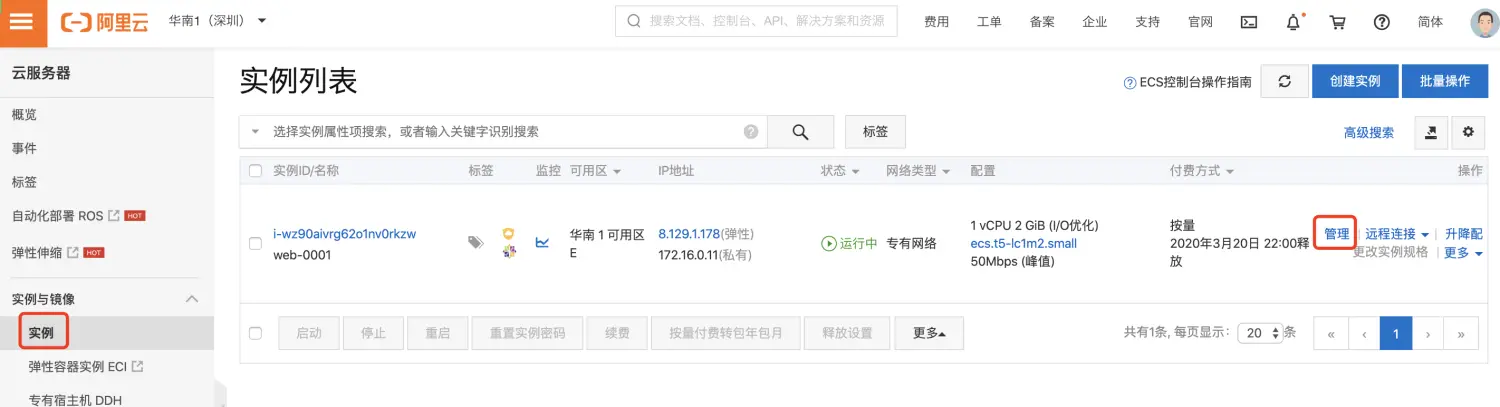 阿里云 华南1（深圳） 搜索文档、控制台、API、解决方案和资源 费用 工单 备案 企业 支持 官网 简体
云服务器
概览
事件
标签
自动化部署 ROS HOT
弹性伸缩 HOT
实例与镜像
实例
弹性容器实例 ECI
专有宿主机 DDH
实例列表
ECS控制台操作指南 创建实例 批量操作
选择实例属性项搜索，或者输入关键字识别搜索 标签 高级搜索
实例ID/名称 标签 监控 可用区 IP地址 状态 网络类型 配置 付费方式 操作
i-wz90aivrg62o1nv0rkzw
web-0001
华南 1 可用区
E
8.129.1.178(弹性)
172.16.0.11(私有)
运行中
专有网络
1 vCPU 2 GiB (I/O优化)
ecs.t5-lc1m2.small
50Mbps (峰值)
按量
2020年3月20日 22:00释
放
管理 远程连接 升降配
更改实例规格 更多
启动 停止 重启 重置实例密码 续费 按量付费转包年包月 释放设置 更多 共有1条, 每页显示: 20 条 « ‹ 1 › »